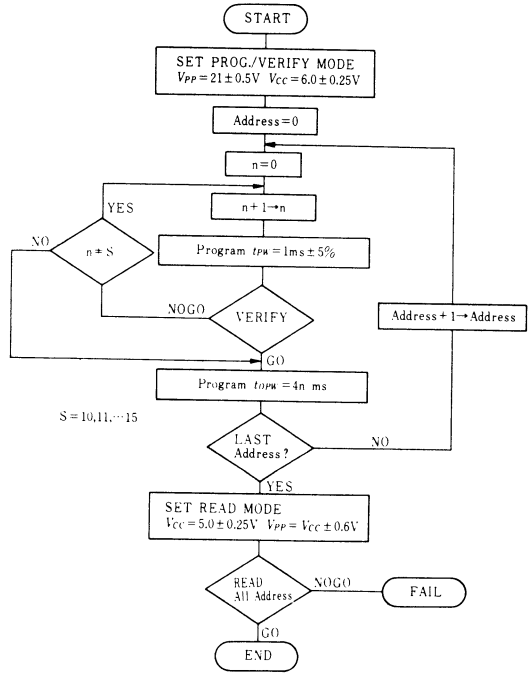 START
SET PROG./VERIFY MODE
VPP=21±0.5V VCC=6.0±0.25V
Address=0
n=0
YES
n+1→n
NO
n≠S
Program tPW=1ms±5%
NOGO
VERIFY
Address+1→Address
GO
Program tOPW=4n ms
S=10,11,···15
LAST
Address?
NO
YES
SET READ MODE
VCC=5.0±0.25V VPP=VCC±0.6V
READ
All Address
NOGO
FAIL
GO
END